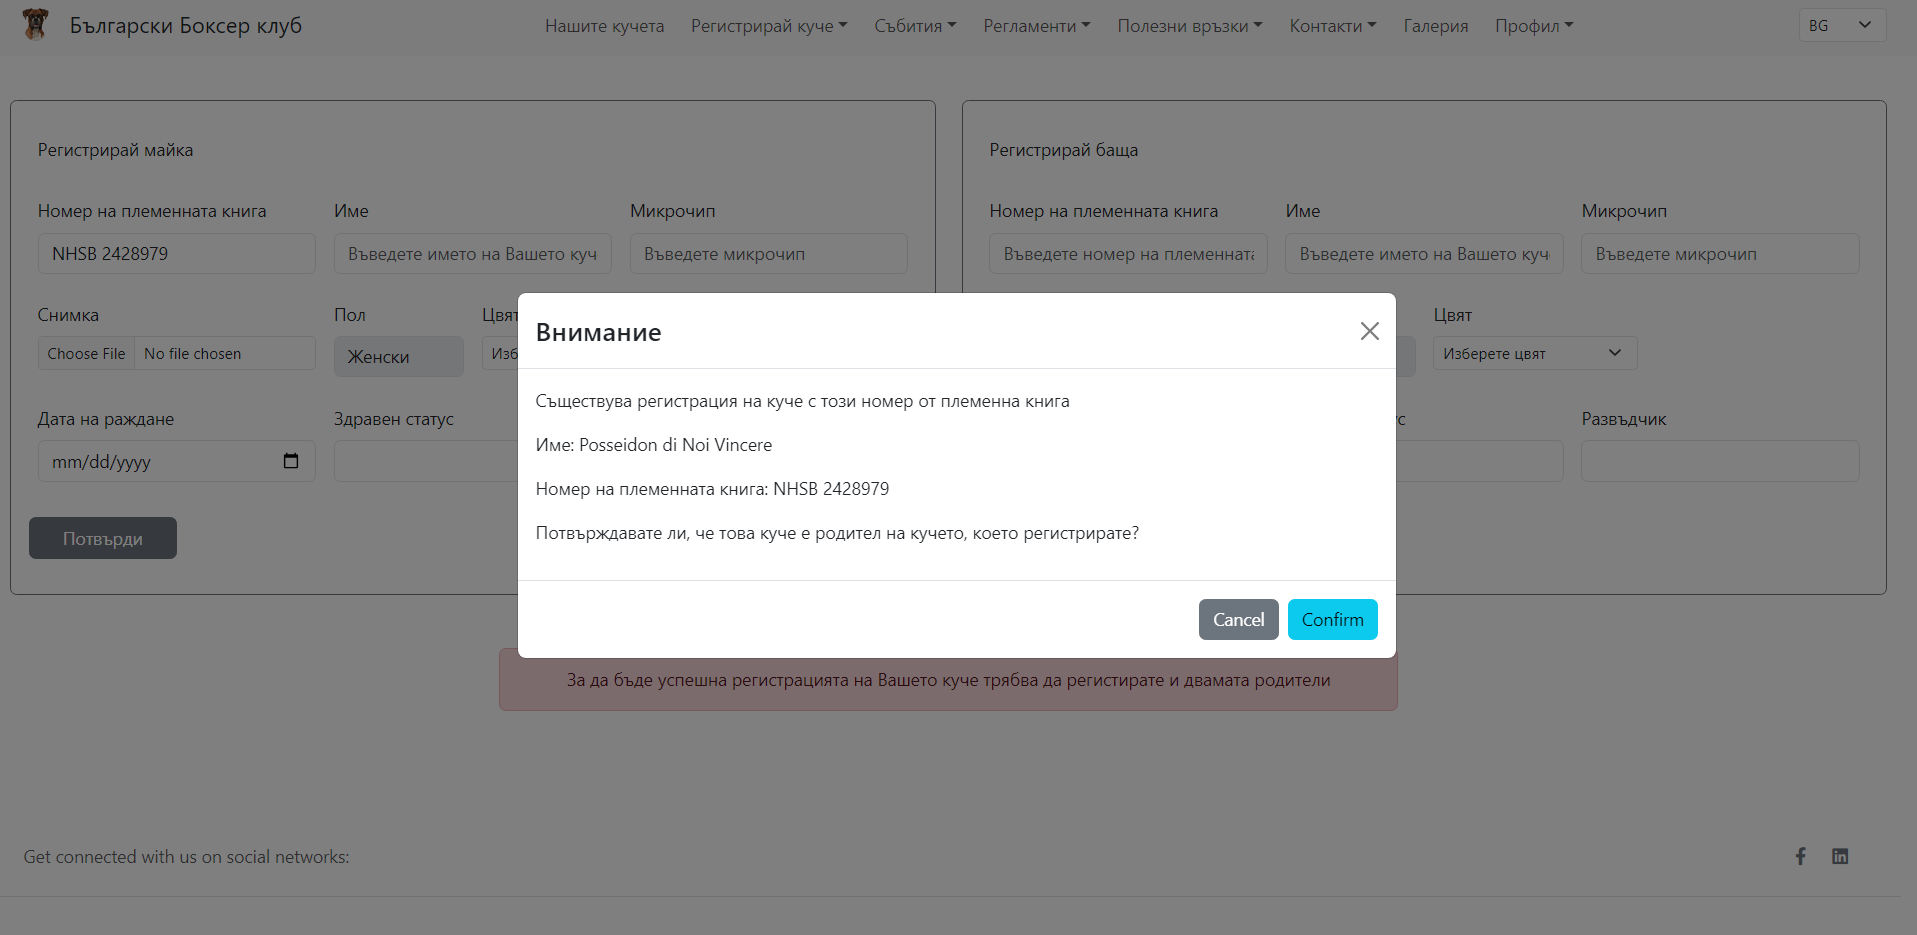 Български Боксер клуб
Нашите кучета
Регистрирай куче
Събития
Регламенти
Полезни връзки
Контакти
Галерия
Профил
BG
Регистрирай майка
Номер на племенната книга
Име
Микрочип
NHSB 2428979
Въведете името на Вашето куч
Въведете микрочип
Снимка
Пол
Цвят
Choose File No file chosen
Женски
Изб
Дата на раждане
Здравен статус
mm/dd/yyyy
Потвърди
Регистрирай баща
Номер на племенната книга
Име
Микрочип
Въведете номер на племенната
Въведете името на Вашето куч
Въведете микрочип
Цвят
Изберете цвят
с
Развъдчик
Внимание
Съществува регистрация на куче с този номер от племенна книга
Име: Posseidon di Noi Vincere
Номер на племенната книга: NHSB 2428979
Потвърждавате ли, че това куче е родител на кучето, което регистрирате?
Cancel
Confirm
За да бъде успешна регистрацията на Вашето куче трябва да регистирате и двамата родители
Get connected with us on social networks: